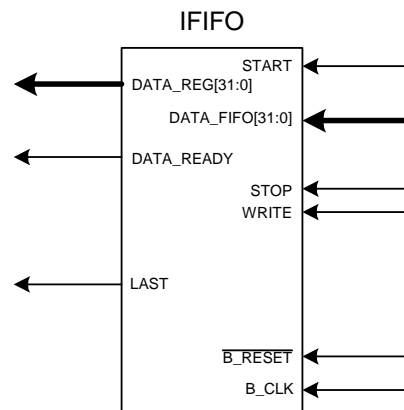 IFIFO
START
DATA_REG[31:0]
DATA_FIFO[31:0]
DATA_READY
STOP
WRITE
LAST
B_RESET
B_CLK